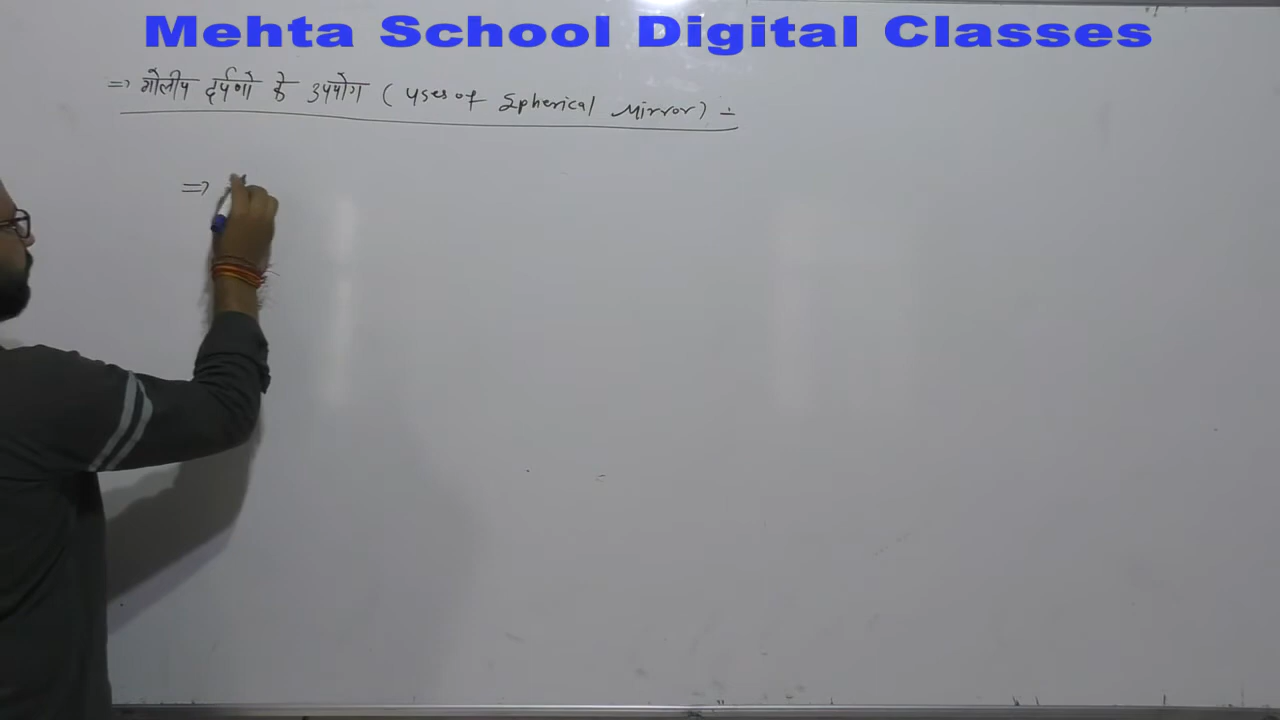 Mehta School Digital Classes
⇒ गोलीय दर्पणों के उपयोग ( Uses of Spherical Mirror) ÷
⇒